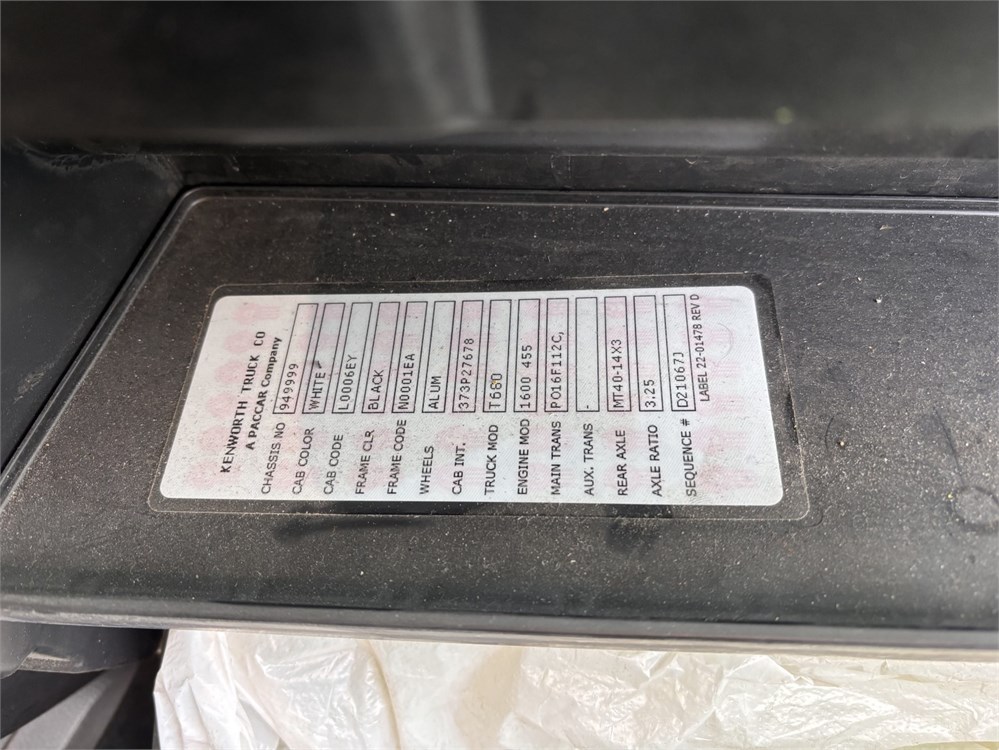 KENWORTH TRUCK CO
A PACCAR Company
CHASSIS NO 949999
CAB COLOR WHITE
CAB CODE L0006EY
FRAME CLR BLACK
FRAME CODE N0001EA
WHEELS ALUM
CAB INT. 373P27678
TRUCK MOD T660
ENGINE MOD 1600 455
MAIN TRANS PO16F112C,
AUX. TRANS -
REAR AXLE MT40-14X3
AXLE RATIO 3.25
SEQUENCE # D21067J
LABEL 22-01478 REV D